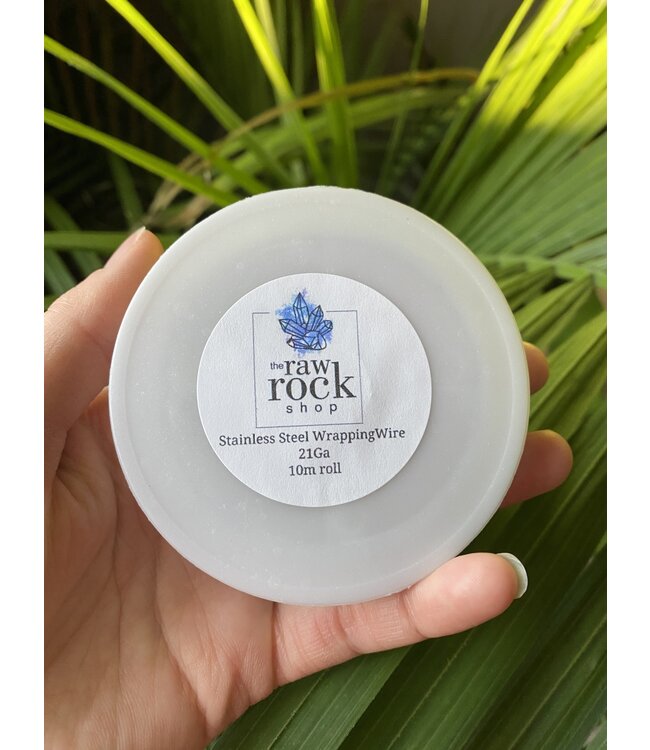 the raw
rock
shop
Stainless Steel WrappingWire
21Ga
10m roll